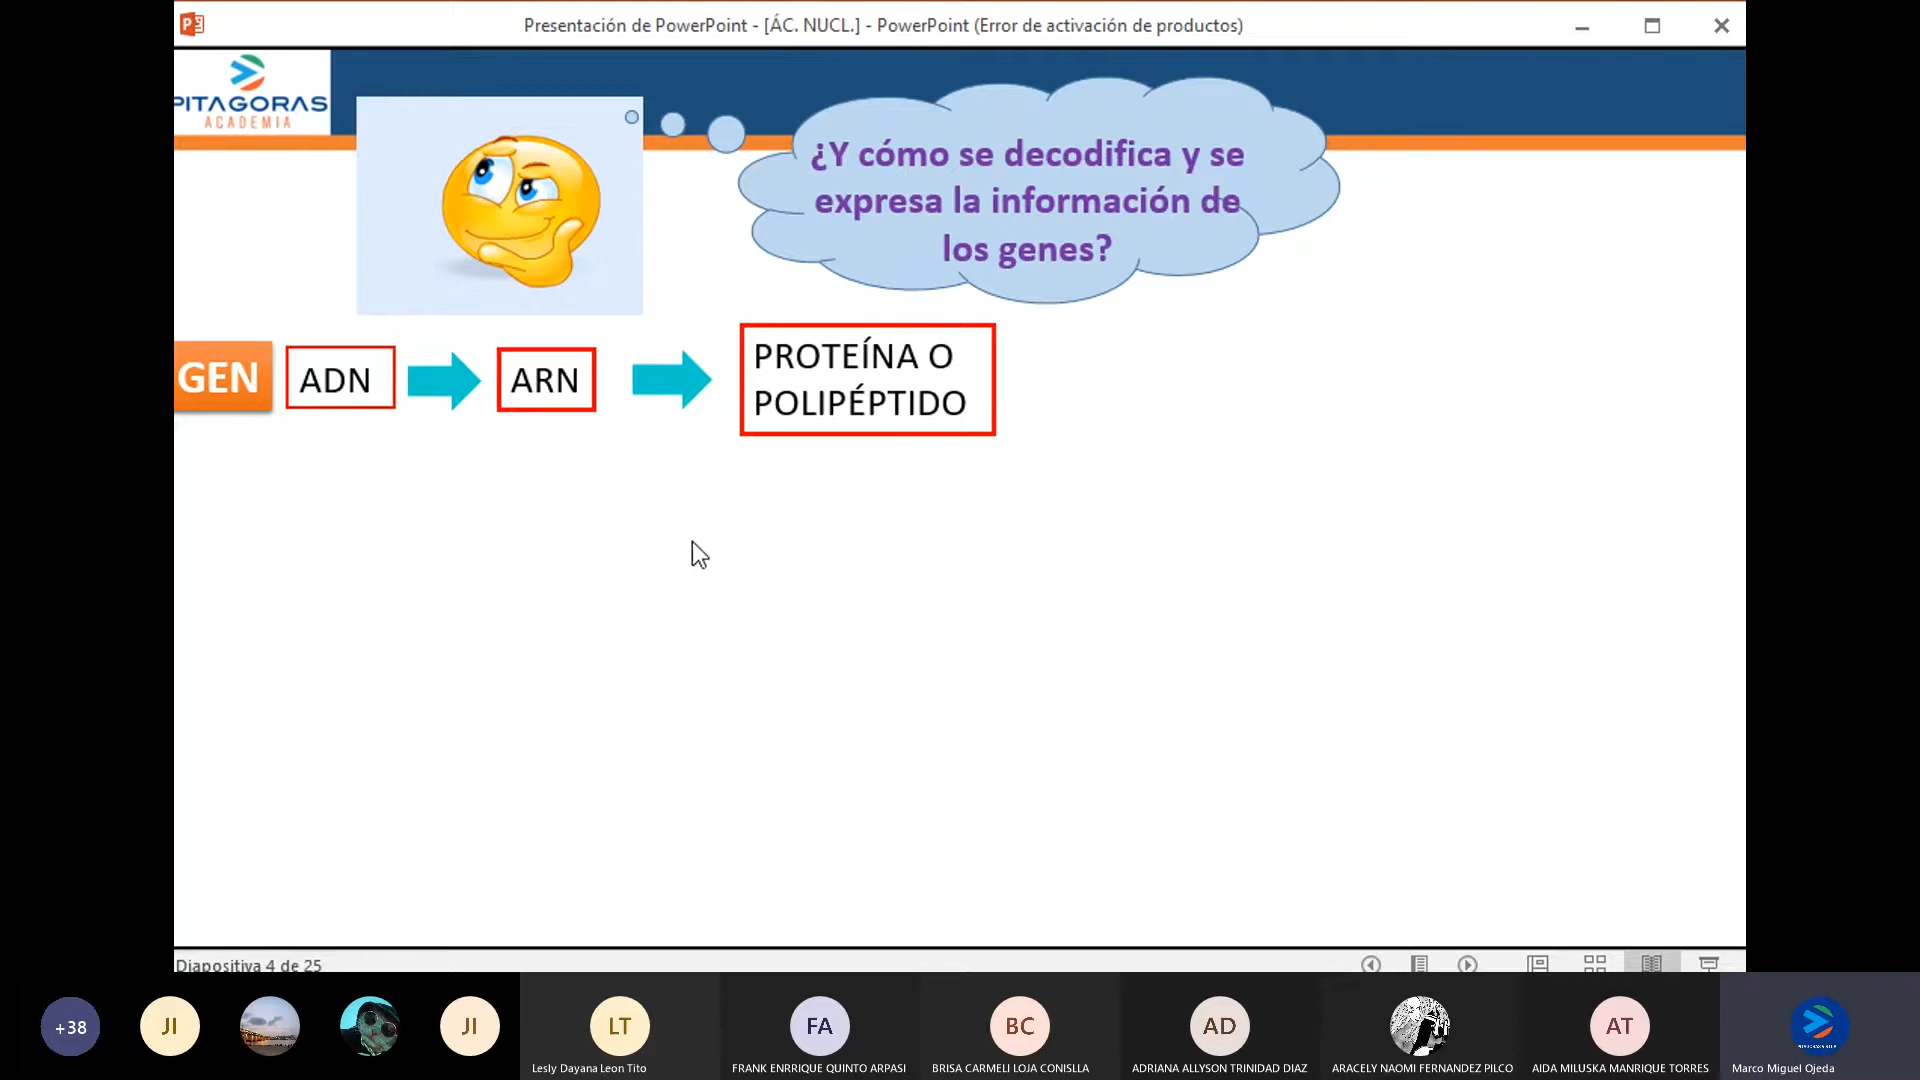 Presentación de PowerPoint - [ÁC. NUCL.] - PowerPoint (Error de activación de productos)
PITAGORAS
ACADEMIA
¿Y cómo se decodifica y se
expresa la información de
los genes?
GEN
ADN
ARN
PROTEÍNA O
POLIPÉPTIDO
Diapositiva 4 de 25
+38
JI
JI
LT
FA
BC
AD
AT
Lesly Dayana Leon Tito
FRANK ENRRIQUE QUINTO ARPASI
BRISA CARMELI LOJA CONISLLA
ADRIANA ALLYSON TRINIDAD DIAZ
ARACELY NAOMI FERNANDEZ PILCO
AIDA MILUSKA MANRIQUE TORRES
Marco Miguel Ojeda